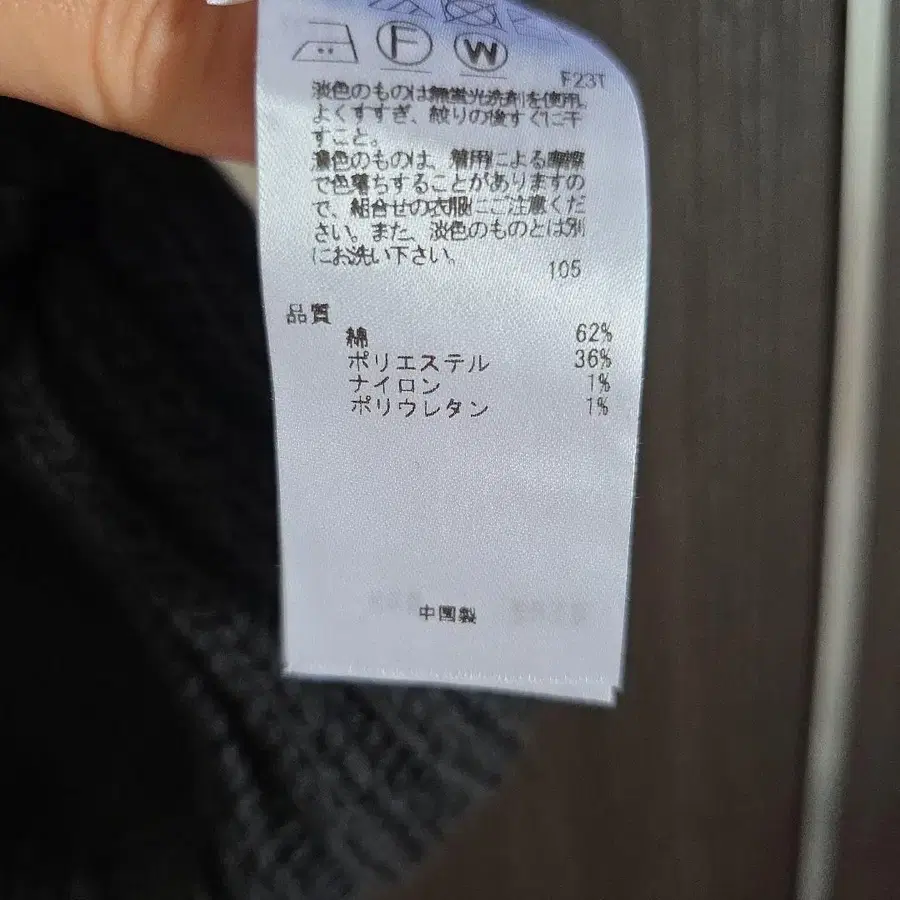 F
W
F23T
淡色のものは無蛍光洗剤を使用し
よくすすぎ、絞りの後すぐに干
すこと。
濃色のものは、着用による摩擦
で色落ちすることがありますの
で、組合せの衣服にご注意くだ
さい。また、淡色のものとは別
にお洗い下さい。
105
品質
綿 62%
ポリエステル 36%
ナイロン 1%
ポリウレタン 1%
中国製